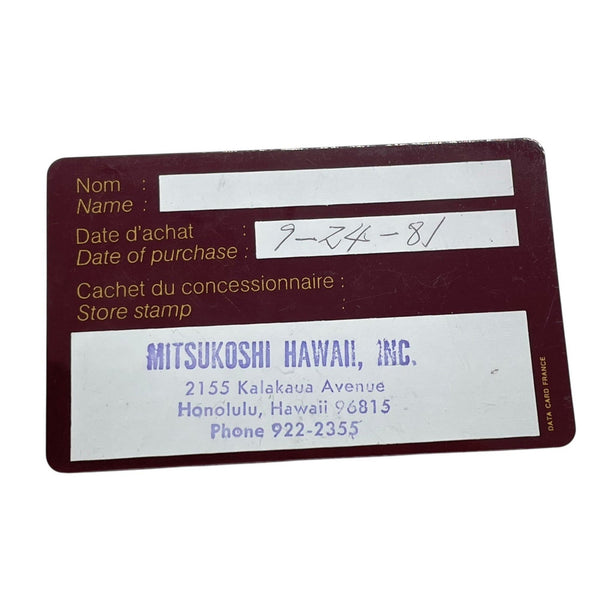 Nom :
Name :
Date d'achat : 9-24-81
Date of purchase :
Cachet du concessionnaire :
Store stamp
MITSUKOSHI HAWAII, INC.
2155 Kalakaua Avenue
Honolulu, Hawaii 96815
Phone 922-2355
DATA CARD FRANCE